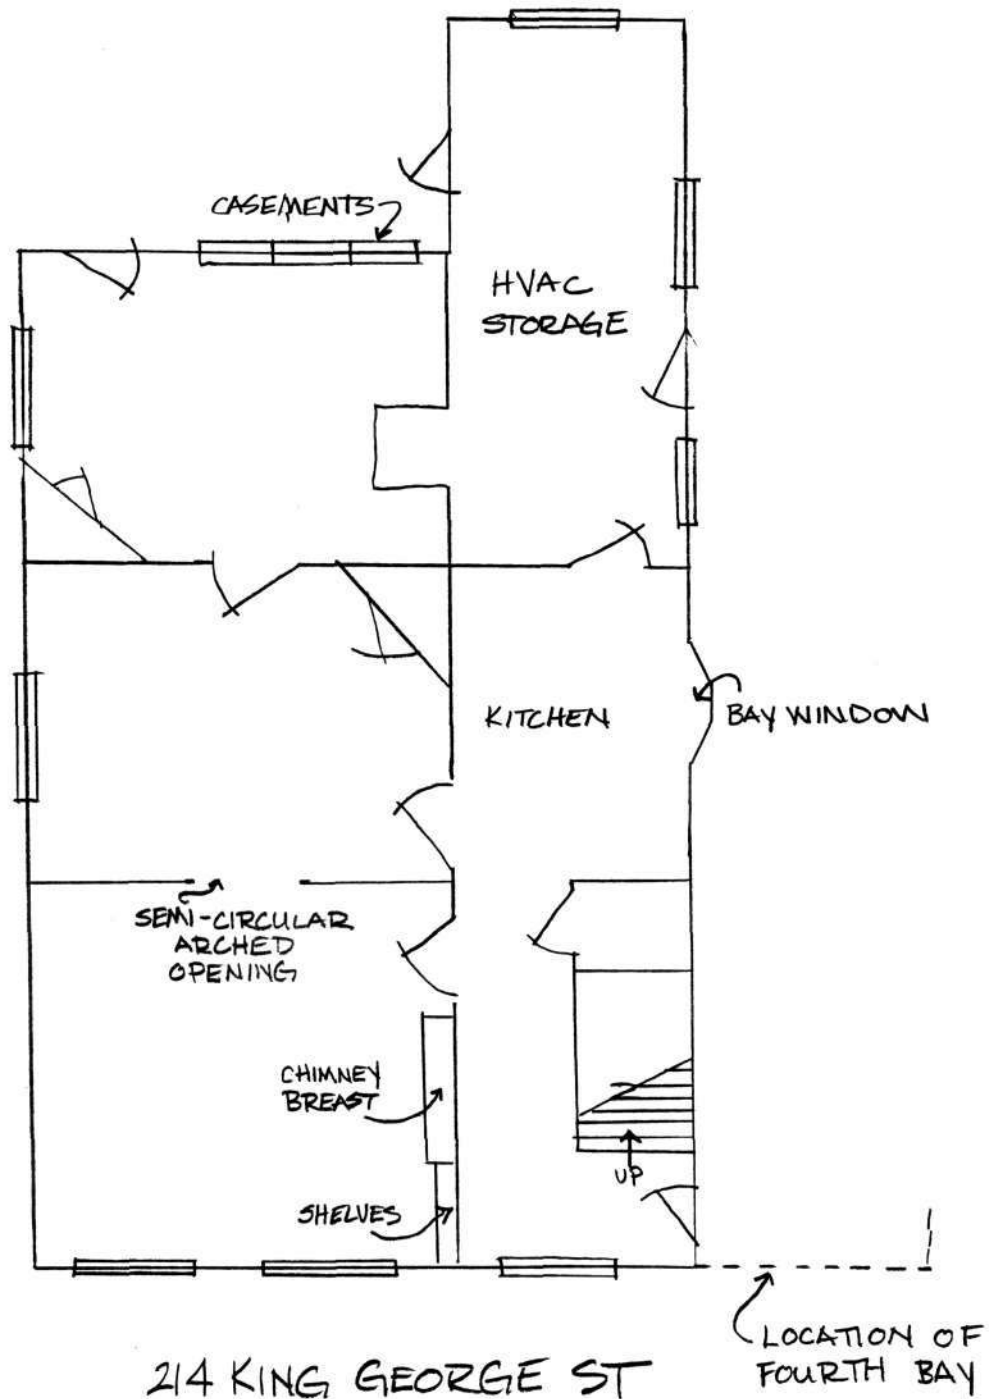 CASEMENTS
HVAC
STORAGE
KITCHEN
BAY WINDOW
SEMI-CIRCULAR
ARCHED
OPENING
CHIMNEY
BREAST
UP
SHELVES
LOCATION OF
FOURTH BAY
214 KING GEORGE ST